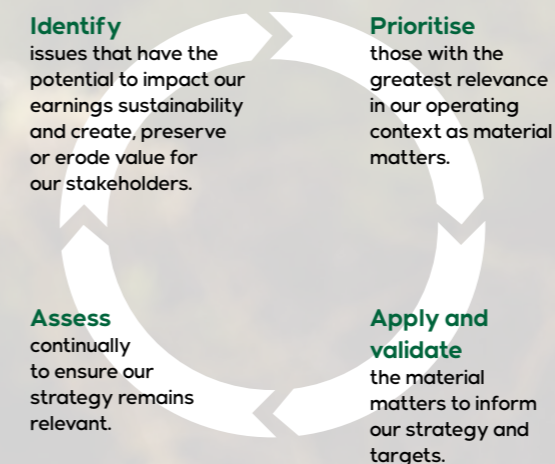 Identify
issues that have the
potential to impact our
earnings sustainability
and create, preserve
or erode value for
our stakeholders.
Prioritise
those with the
greatest relevance
in our operating
context as material
matters.
Apply and
validate
the material
matters to inform
our strategy and
targets.
Assess
continually
to ensure our
strategy remains
relevant.